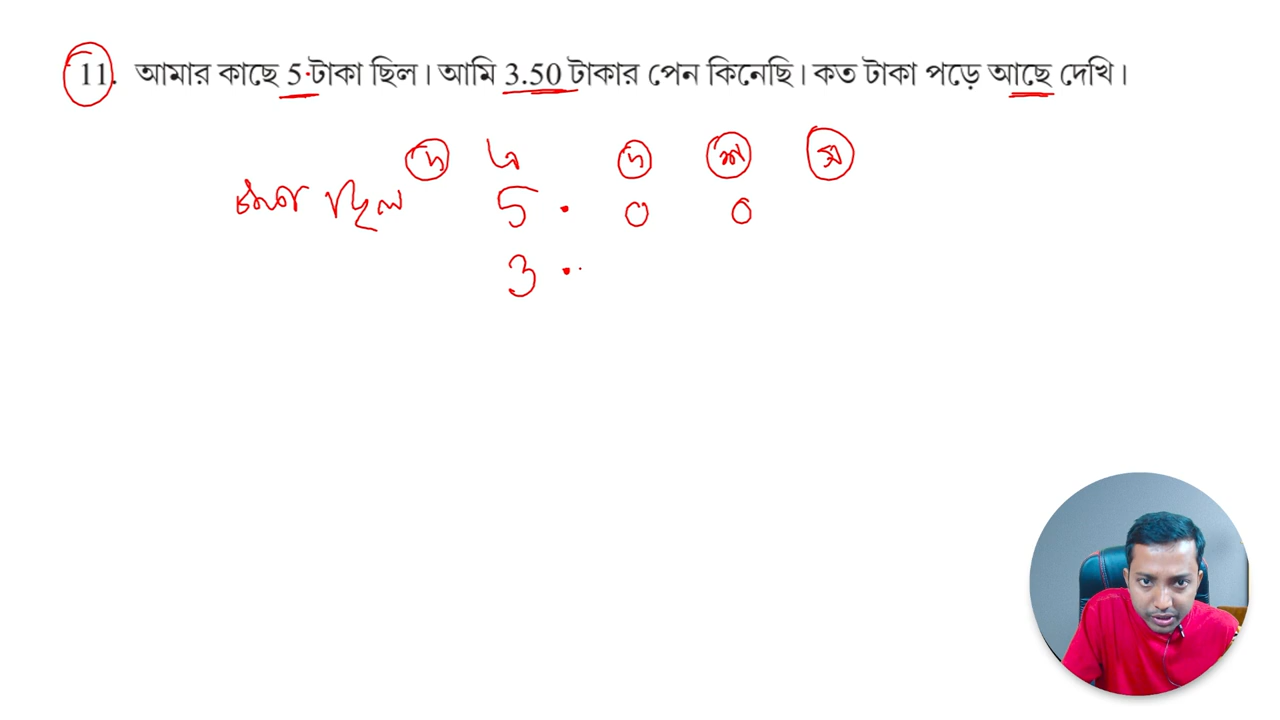 11. আমার কাছে 5 টাকা ছিল। আমি 3.50 টাকার পেন কিনেছি। কত টাকা পড়ে আছে দেখি।
দ এ দ শ স
ছিল 5 . 0 0
3 .